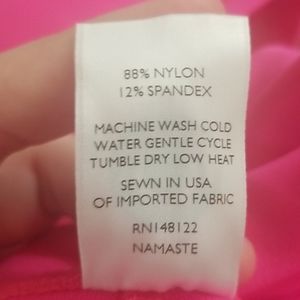 88% NYLON
12% SPANDEX
MACHINE WASH COLD
WATER GENTLE CYCLE
TUMBLE DRY LOW HEAT
SEWN IN USA
OF IMPORTED FABRIC
RN148122
NAMASTE